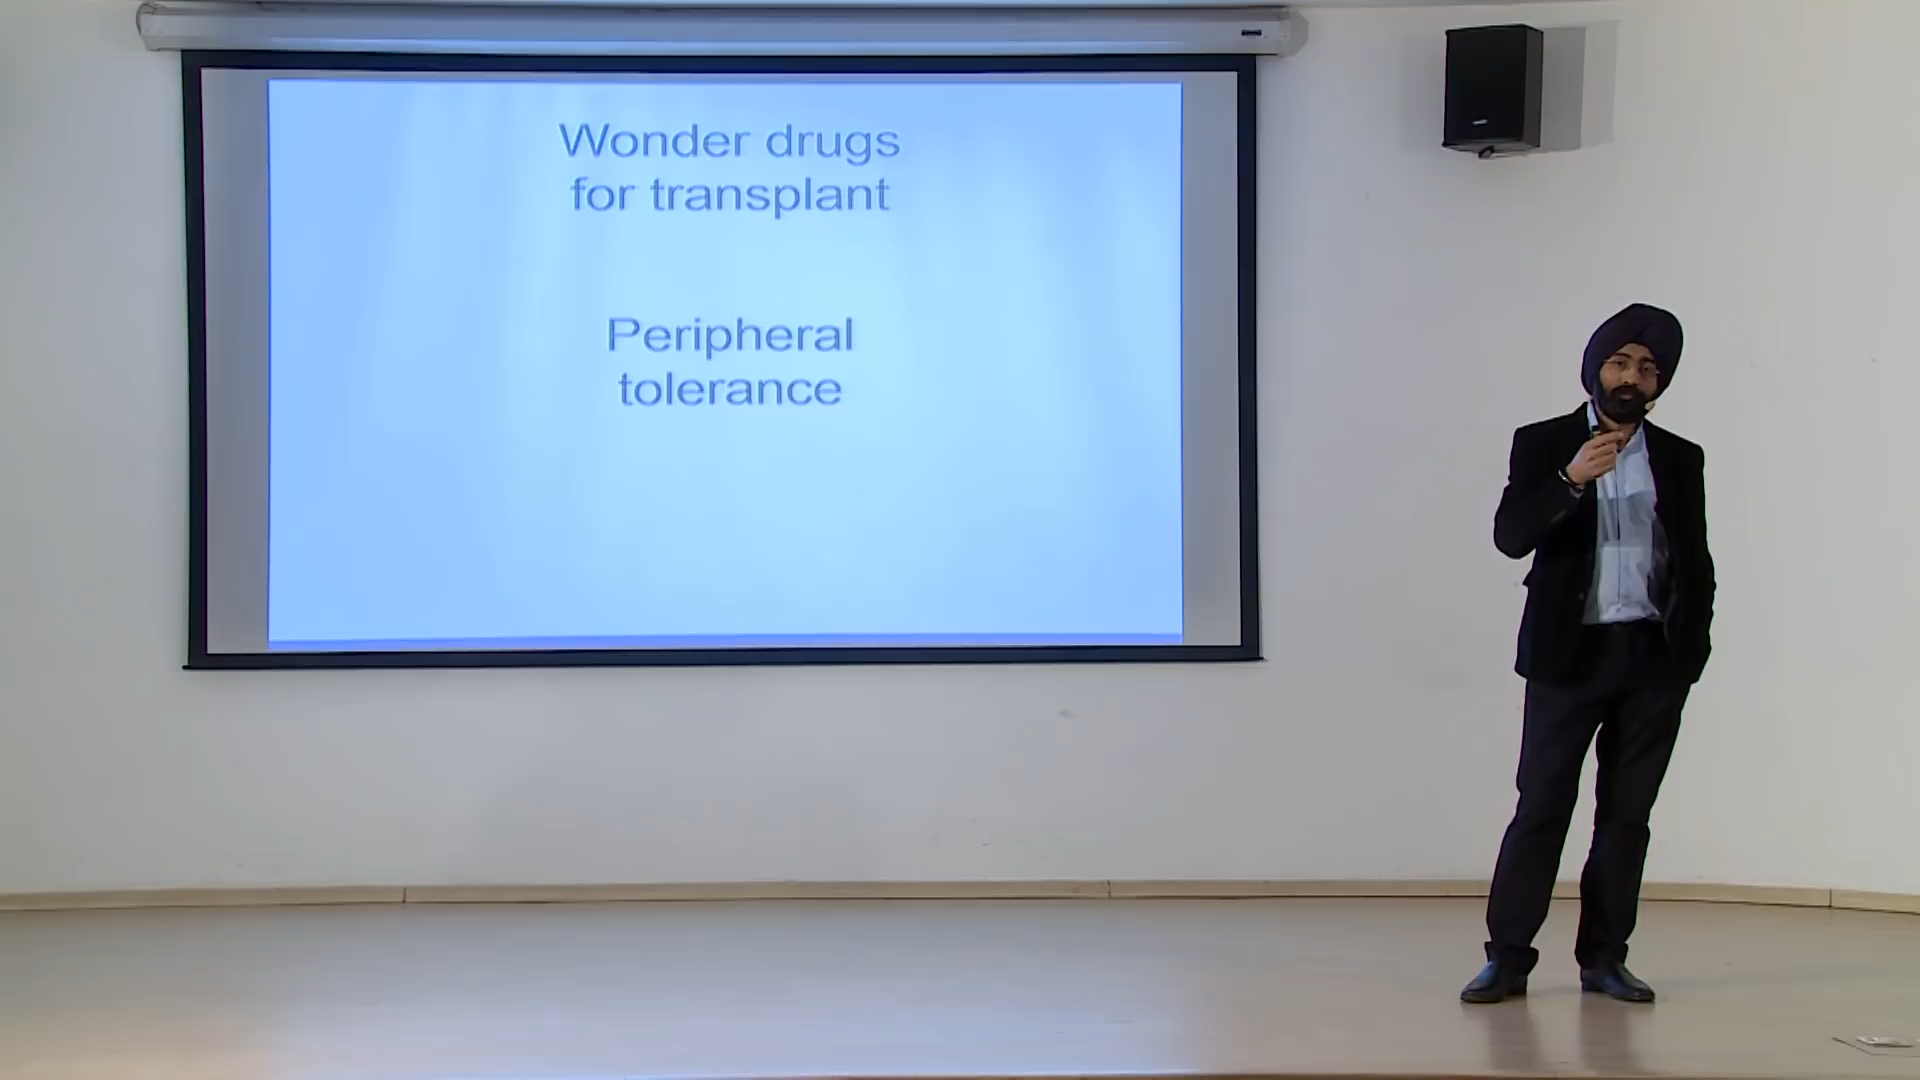 Wonder drugs
for transplant
Peripheral
tolerance